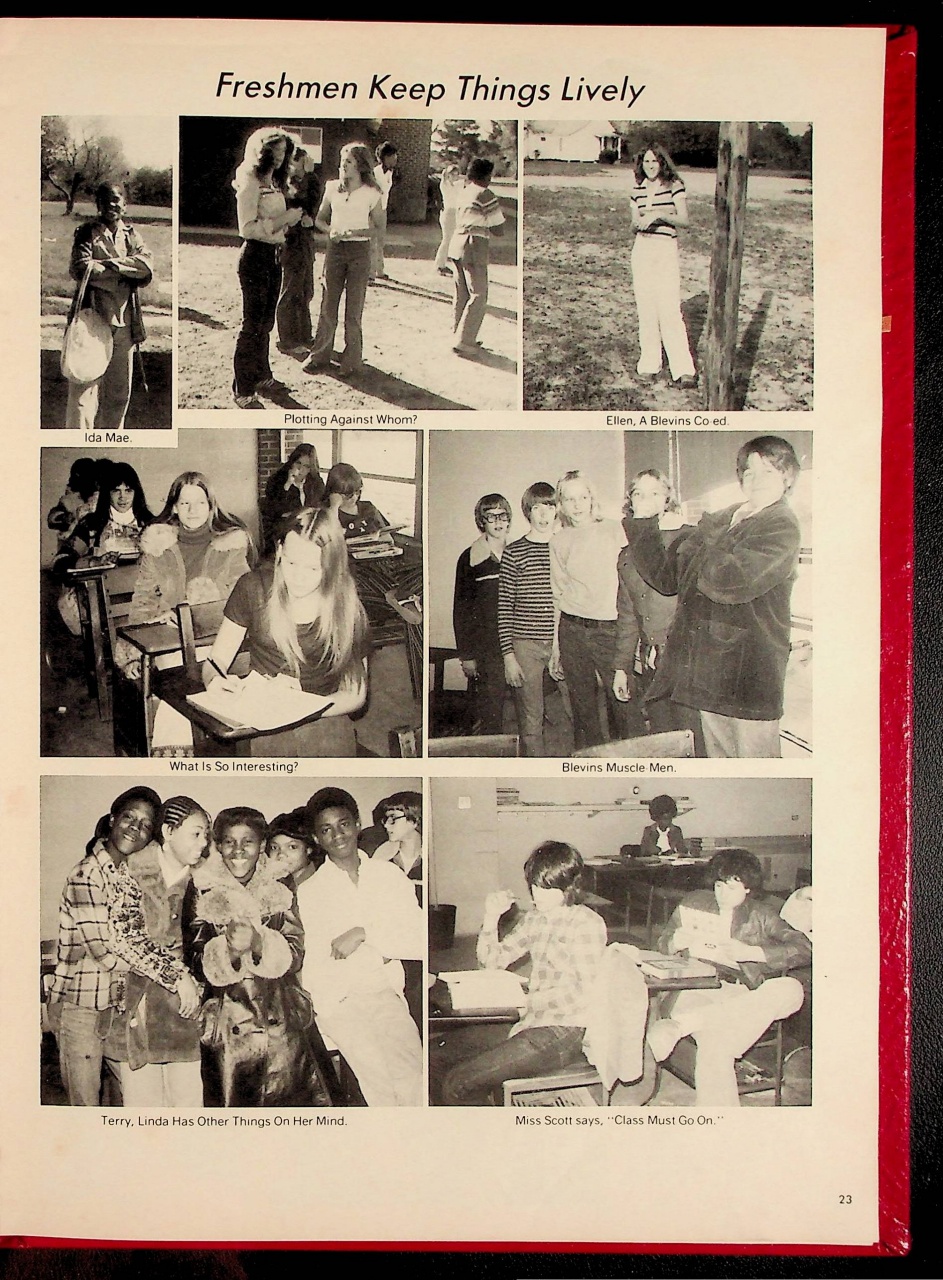 Freshmen Keep Things Lively
Plotting Against Whom?
Ellen, A Blevins Co-ed.
Ida Mae.
What Is So Interesting?
Blevins Muscle-Men.
Terry, Linda Has Other Things On Her Mind.
Miss Scott says, "Class Must Go On."
23